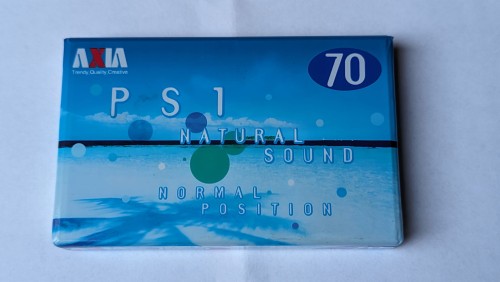 AXIA
Trendy, Quality, Creative
70
PS1
NATURAL
SOUND
NORMAL
POSITION